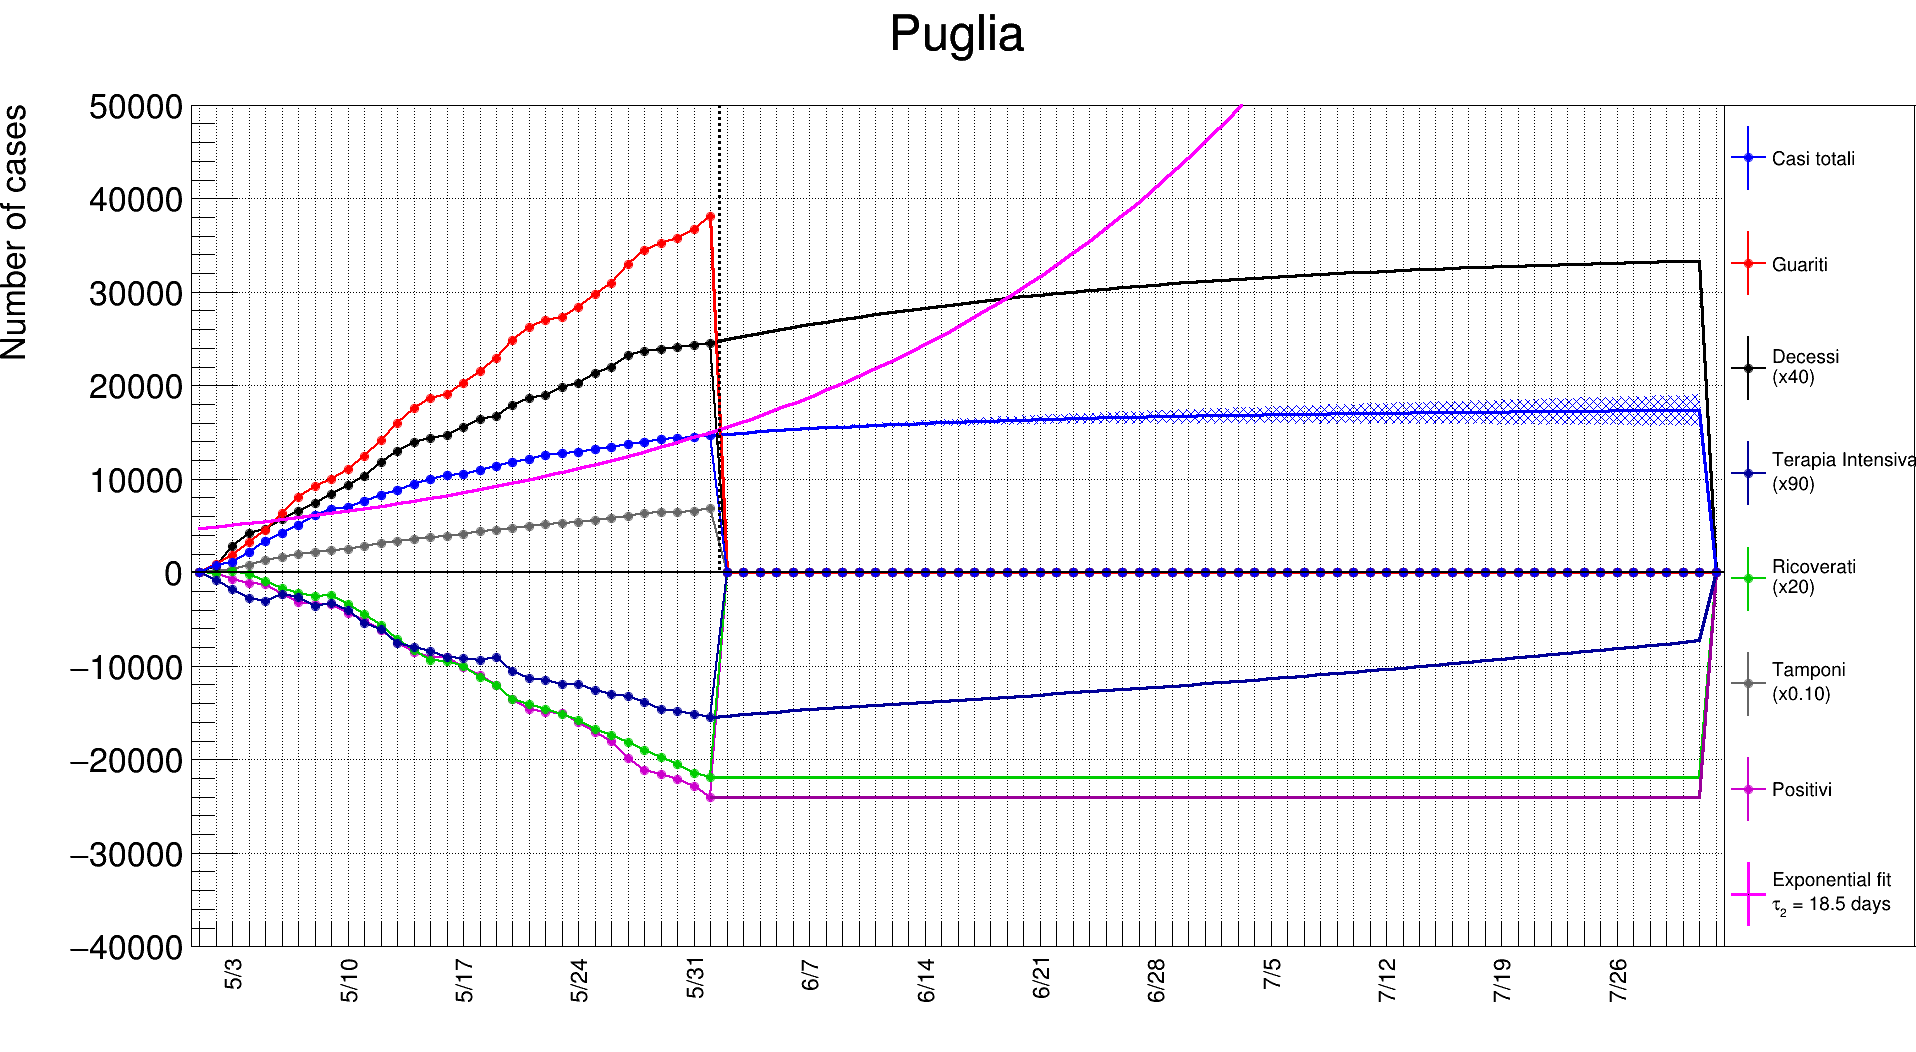 Puglia
Number of cases
50000
40000
30000
20000
10000
0
−10000
−20000
−30000
−40000
5/3
5/10
5/17
5/24
5/31
6/7
6/14
6/21
6/28
7/5
7/12
7/19
7/26
Casi totali
Guariti
Decessi
(x40)
Terapia Intensiva
(x90)
Ricoverati
(x20)
Tamponi
(x0.10)
Positivi
Exponential fit
τ2 = 18.5 days